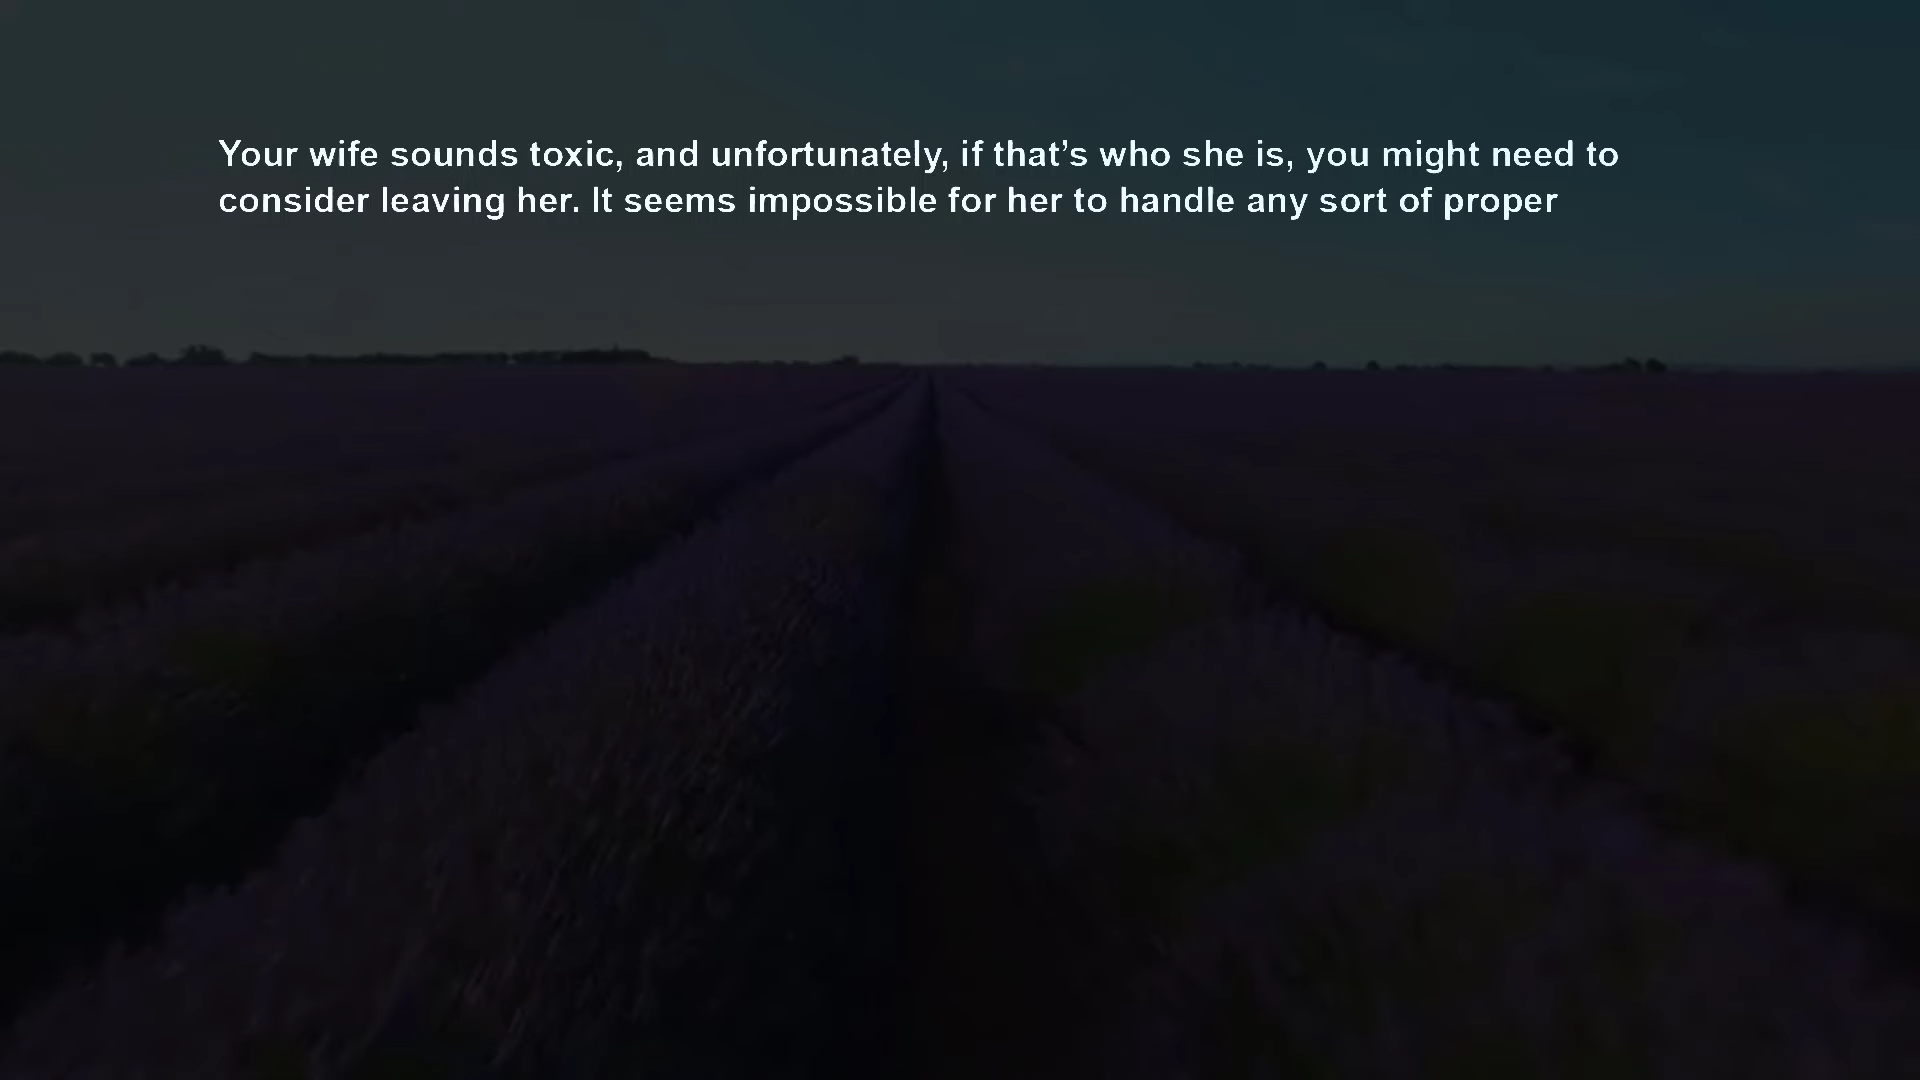 Your wife sounds toxic, and unfortunately, if that’s who she is, you might need to
consider leaving her. It seems impossible for her to handle any sort of proper